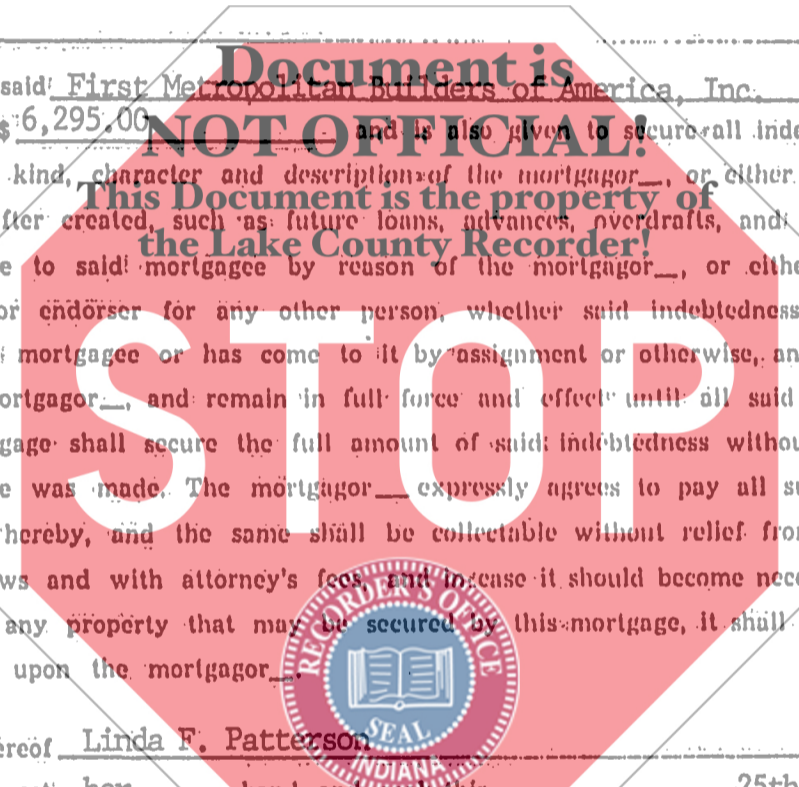 Document is
said First Metropolitan Builders of America, Inc.
$ 6,295.00 and is also given to secure all inde
NOT OFFICIAL!
kind, character and description of the mortgagor__, or either
This Document is the property of
fter created, such as future loans, advances, overdrafts, and
the Lake County Recorder!
e to said mortgagee by reason of the mortgagor__, or eithe
or endorser for any other person, whether said indebtedness
mortgagee or has come to it by assignment or otherwise, an
STOP
ortgagor__, and remain in full force and effect until all said
gage shall secure the full amount of said indebtedness withou
e was made. The mortgagor__ expressly agrees to pay all su
hereby, and the same shall be collectable without relief from
ws and with attorney's fees, and in case it should become nece
any property that may be secured by this mortgage, it shall
upon the mortgagor__.
RECORDER'S OFFICE
SEAL
INDIANA
ereof Linda F. Patterson
her hand 25th